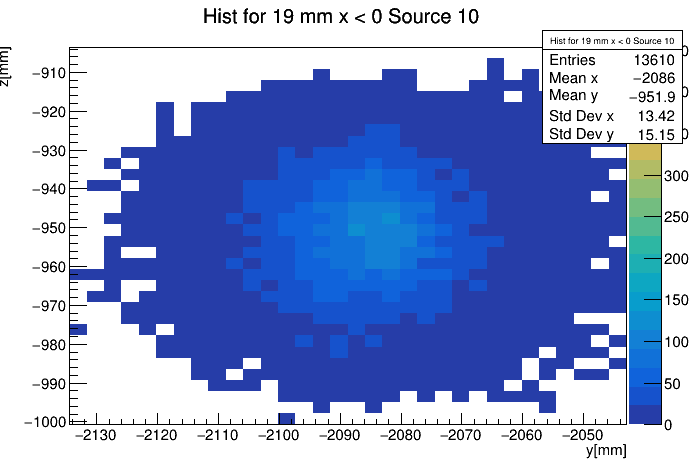 Hist for 19 mm x < 0 Source 10
z[mm]
Hist for 19 mm x < 0 Source 10
Entries 13610
Mean x −2086
Mean y −951.9
Std Dev x 13.42
Std Dev y 15.15
−910
−920
−930
−940
−950
−960
−970
−980
−990
−1000
−2130 −2120 −2110 −2100 −2090 −2080 −2070 −2060 −2050
y[mm]
300
250
200
150
100
50
0